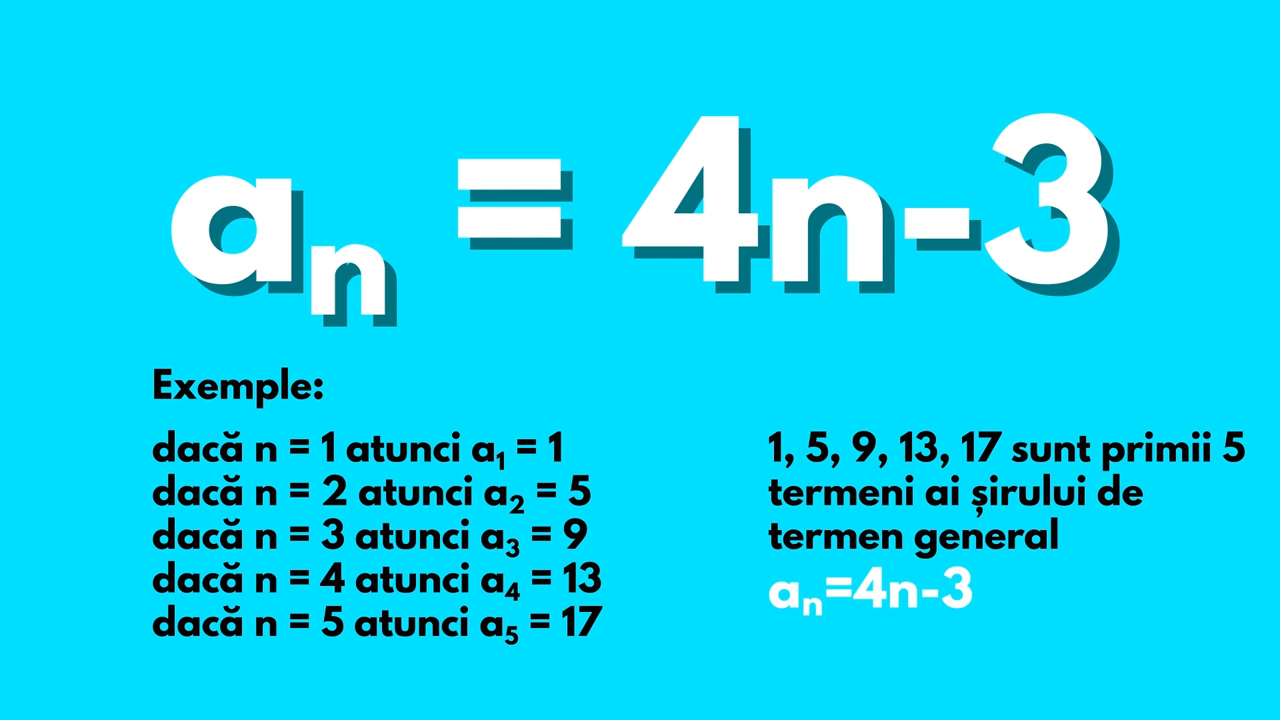 aₙ = 4n-3
Exemple:
dacă n = 1 atunci a₁ = 1
dacă n = 2 atunci a₂ = 5
dacă n = 3 atunci a₃ = 9
dacă n = 4 atunci a₄ = 13
dacă n = 5 atunci a₅ = 17
1, 5, 9, 13, 17 sunt primii 5
termeni ai șirului de
termen general
aₙ=4n-3